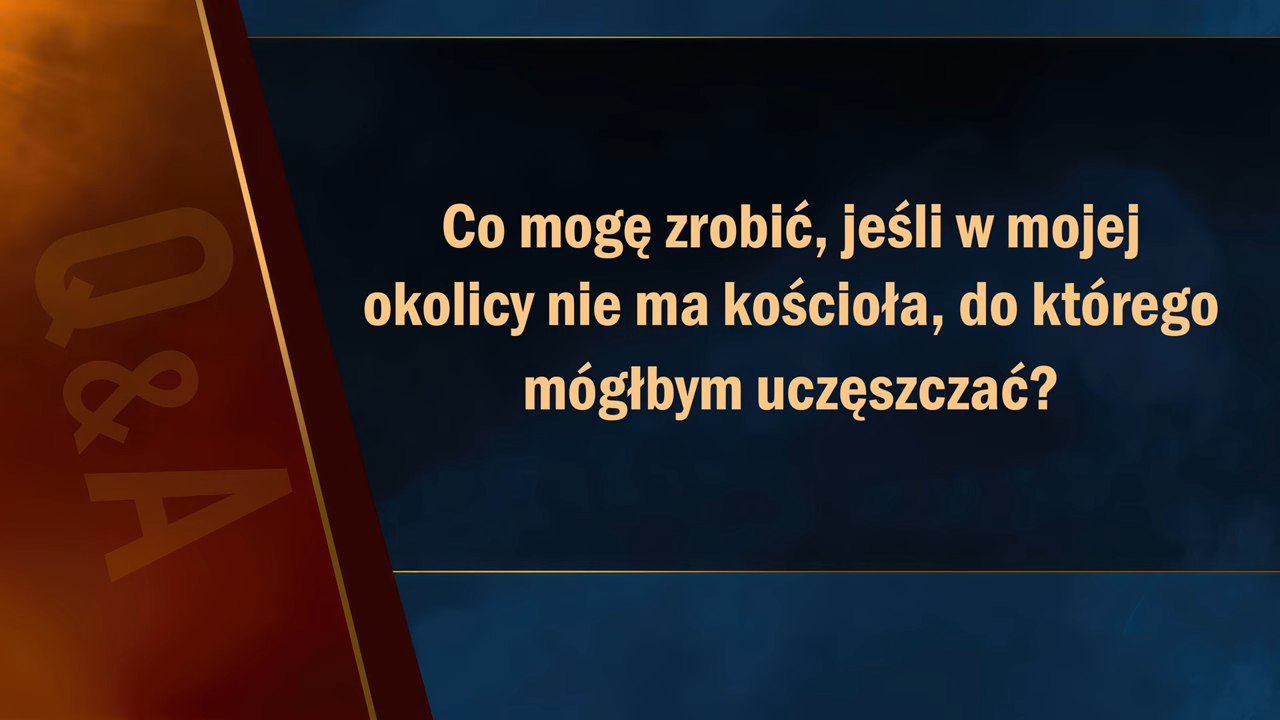 Q&A
Co mogę zrobić, jeśli w mojej
okolicy nie ma kościoła, do którego
mógłbym uczęszczać?